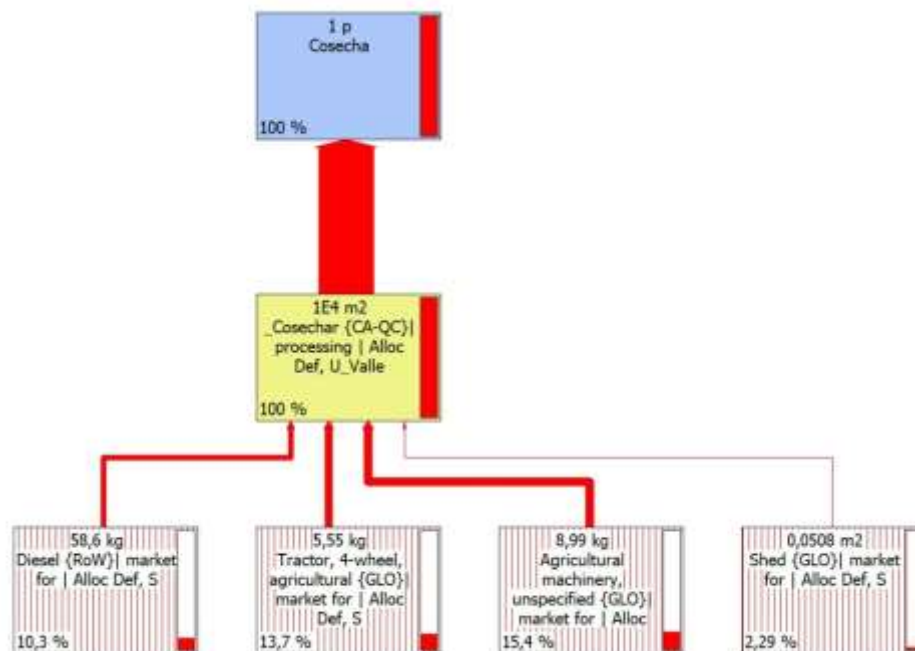 1 p
Cosecha
100 %
1E4 m2
_Cosechar {CA-QC}|
processing | Alloc
Def, U_Valle
100 %
58,6 kg
Diesel {RoW}| market
for | Alloc Def, S
10,3 %
5,55 kg
Tractor, 4-wheel,
agricultural {GLO}|
market for | Alloc
Def, S
13,7 %
8,99 kg
Agricultural
machinery,
unspecified {GLO}|
market for | Alloc
15,4 %
0,0508 m2
Shed {GLO}| market
for | Alloc Def, S
2,29 %